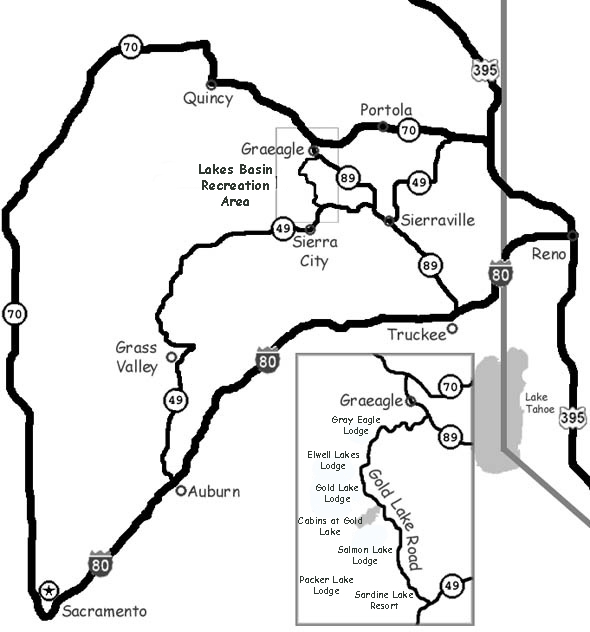 70
395
Quincy
Portola
70
Graeagle
Lakes Basin
Recreation
Area
89
49
Sierraville
49
Sierra
City
89
Reno
80
70
Truckee
Grass
Valley
80
49
Auburn
80
Sacramento
Lake
Tahoe
395
70
Graeagle
Gray Eagle
Lodge
89
Elwell Lakes
Lodge
Gold Lake
Lodge
Gold Lake Road
Cabins at Gold
Lake
Salmon Lake
Lodge
Packer Lake
Lodge
Sardine Lake
Resort
49